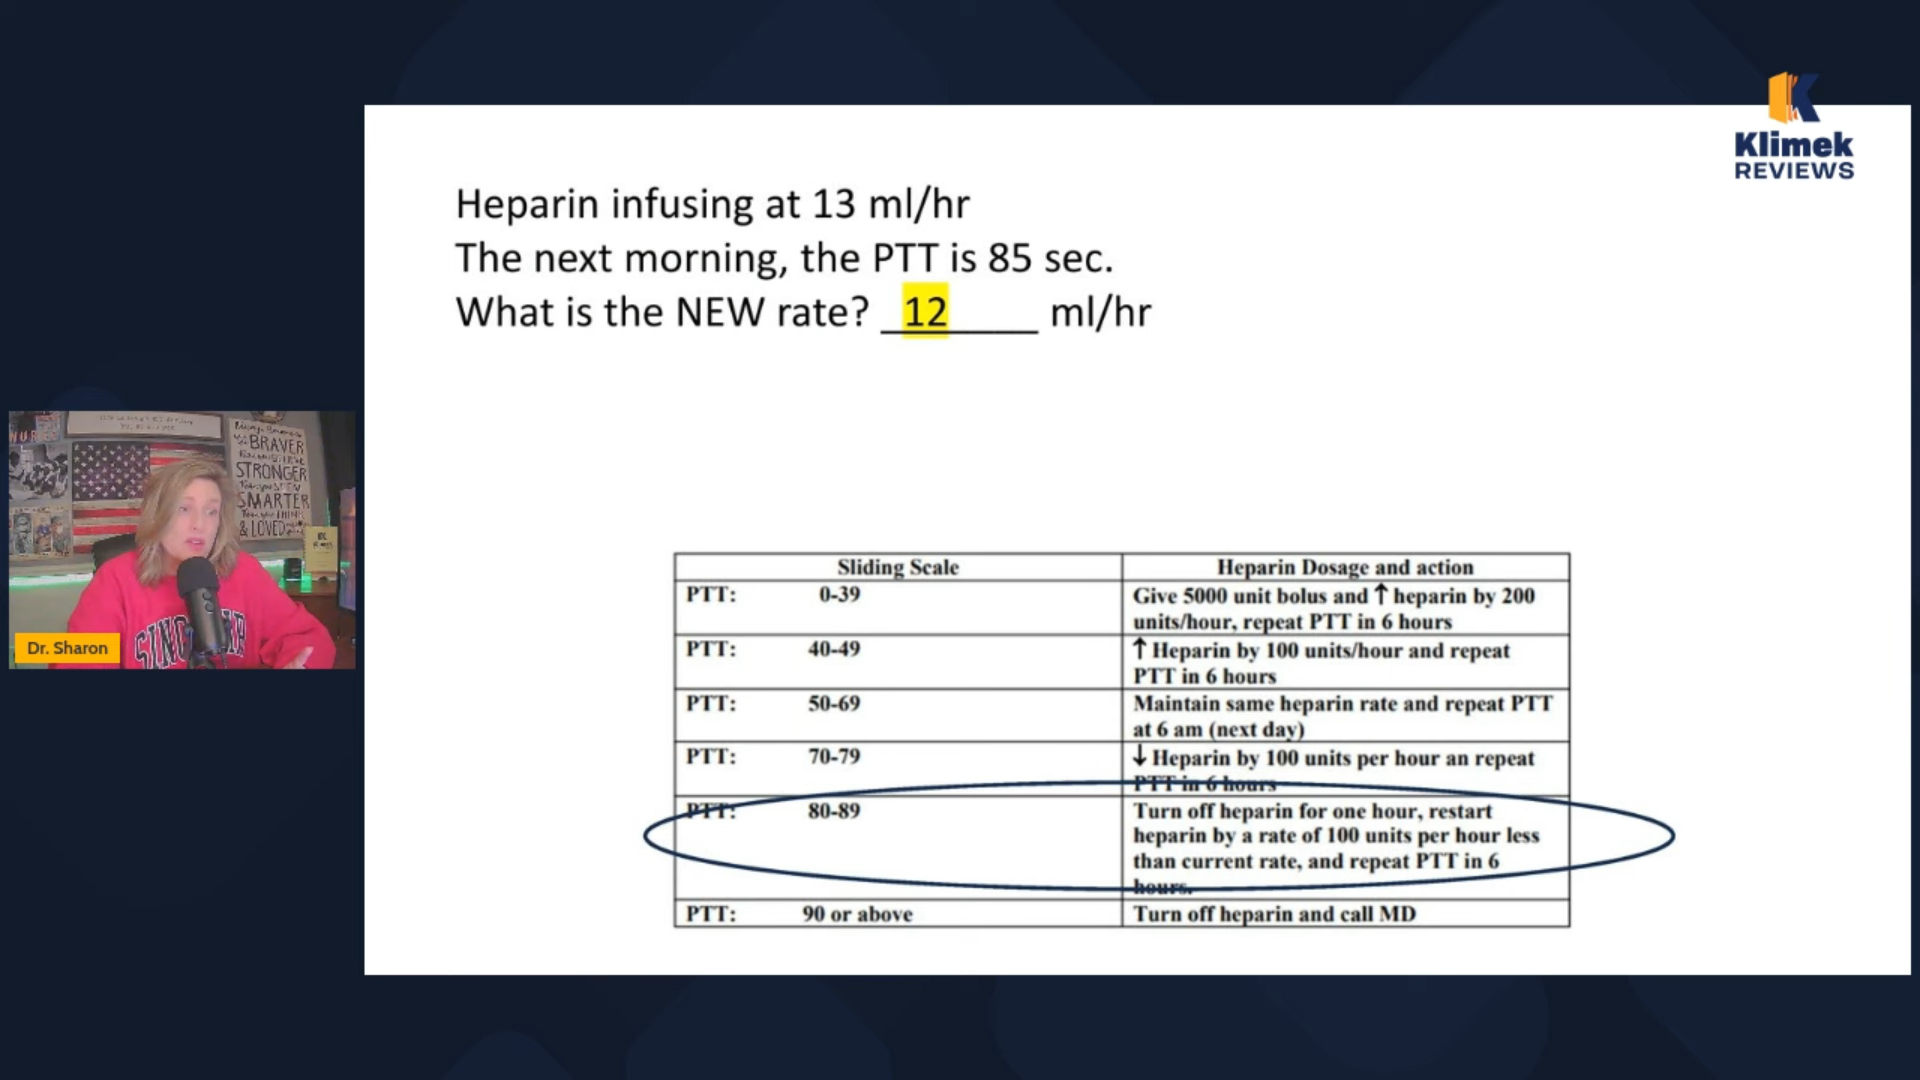 Klimek
REVIEWS
Heparin infusing at 13 ml/hr
The next morning, the PTT is 85 sec.
What is the NEW rate? 12 ml/hr
BRAVER
STRONGER
SMARTER
& LOVED
Dr. Sharon
Sliding Scale Heparin Dosage and action
PTT: 0-39 Give 5000 unit bolus and ↑ heparin by 200
units/hour, repeat PTT in 6 hours
PTT: 40-49 ↑ Heparin by 100 units/hour and repeat
PTT in 6 hours
PTT: 50-69 Maintain same heparin rate and repeat PTT
at 6 am (next day)
PTT: 70-79 ↓ Heparin by 100 units per hour an repeat
PTT in 6 hours
PTT: 80-89 Turn off heparin for one hour, restart
heparin by a rate of 100 units per hour less
than current rate, and repeat PTT in 6
hours.
PTT: 90 or above Turn off heparin and call MD